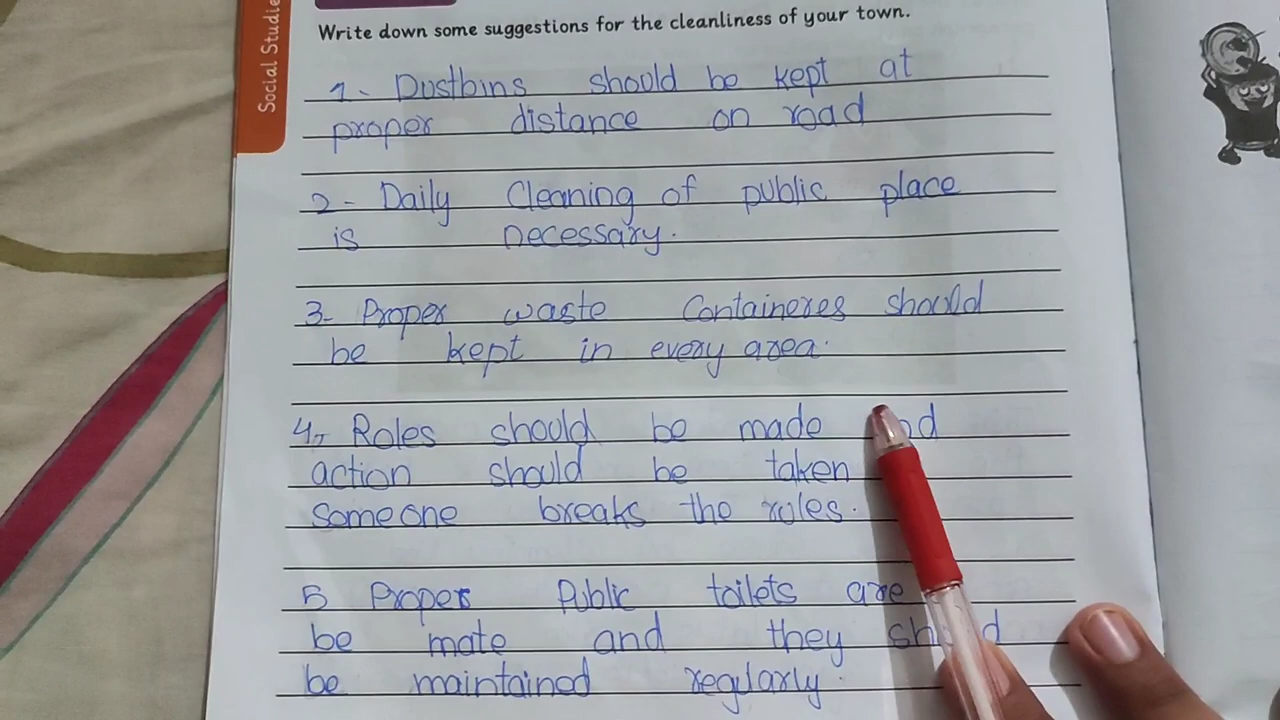 Social Studie
Write down some suggestions for the cleanliness of your town.
1- Dustbins should be kept at
proper distance on road
2- Daily Cleaning of public place
is necessary.
3- Proper waste Containeres should
be kept in every area.
4- Roles should be made and
action should be taken
someone breaks the roles.
5 Proper Public toilets are
be mate and they should
be maintained regularly.